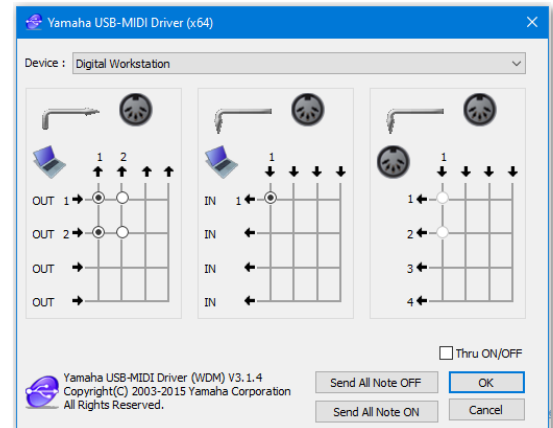 Yamaha USB-MIDI Driver (x64)
Device : Digital Workstation
1 2
OUT 1
OUT 2
OUT
OUT
1
IN 1
IN
IN
IN
1
1
2
3
4
Thru ON/OFF
Yamaha USB-MIDI Driver (WDM) V3.1.4
Copyright(C) 2003-2015 Yamaha Corporation
All Rights Reserved.
Send All Note OFF
OK
Send All Note ON
Cancel